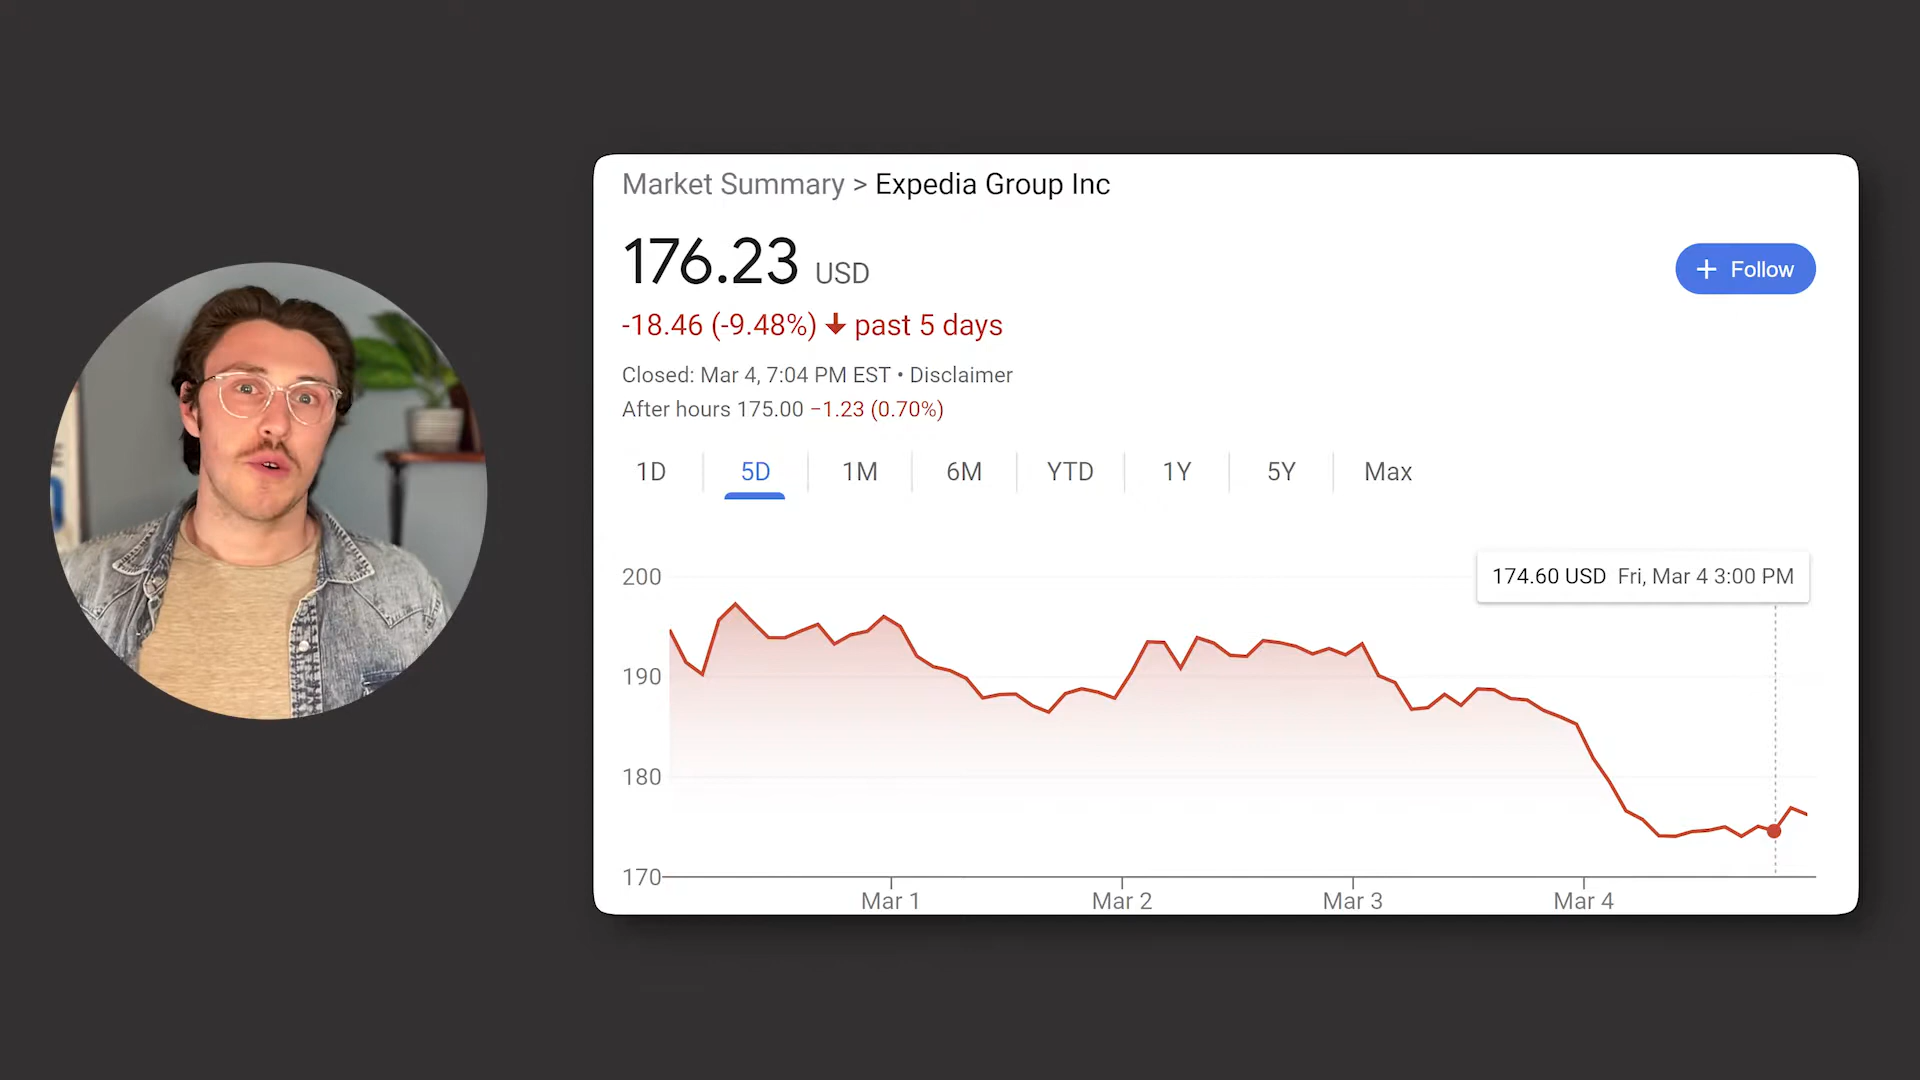 Market Summary > Expedia Group Inc
176.23 USD
+ Follow
-18.46 (-9.48%) ↓ past 5 days
Closed: Mar 4, 7:04 PM EST • Disclaimer
After hours 175.00 −1.23 (0.70%)
1D 5D 1M 6M YTD 1Y 5Y Max
174.60 USD Fri, Mar 4 3:00 PM
200
190
180
170
Mar 1 Mar 2 Mar 3 Mar 4